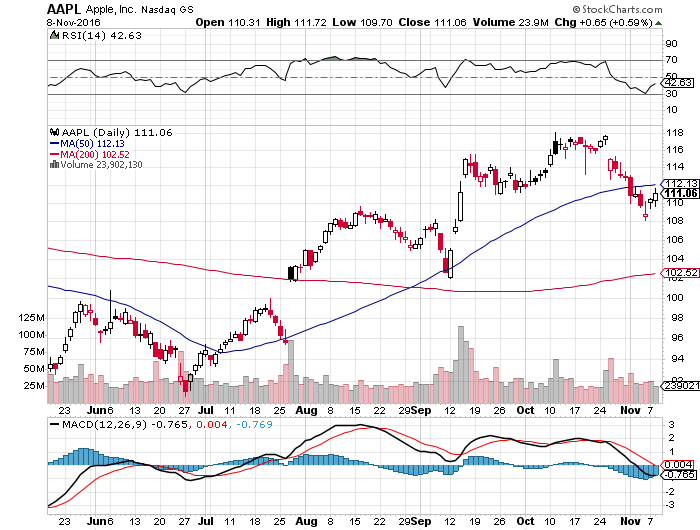 AAPL Apple, Inc. Nasdaq GS © StockCharts.com
8-Nov-2016 Open 110.31 High 111.72 Low 109.70 Close 111.06 Volume 23.9M Chg +0.65 (+0.59%)
RSI(14) 42.63
90
70
50
42.63
30
10
AAPL (Daily) 111.06
MA(50) 112.13
MA(200) 102.52
Volume 23,902,130
118
116
114
112.13
111.06
110
108
106
104
102.52
102
100
98
96
94
92
125M
100M
75M
50M
25M
239021
23 Jun 6 13 20 27 Jul 11 18 25 Aug 8 15 22 29 Sep 12 19 26 Oct 10 17 24 Nov 7
MACD(12,26,9) -0.765, 0.004, -0.769
3
2
1
0.004
-0.765
-2
-3
23 Jun 6 13 20 27 Jul 11 18 25 Aug 8 15 22 29 Sep 12 19 26 Oct 10 17 24 Nov 7